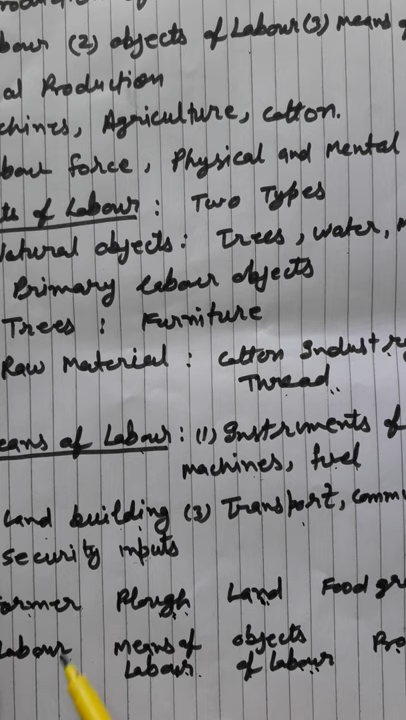 bour (2) objects of Labour (3) means
al Production
chines, Agriculture, cotton.
bour force, Physical and Mental
ts of Labour : Two Types
Natural objects : Trees, water,
Primary labour objects
Trees : Furniture
Raw Material : Cotton Industry
Thread.
eans of Labour : (1) Instruments of
machines, fuel
Land building (3) Transport, commu
security inputs
armer Plough Land Food gr
Labour means of objects Pro
Labour of labour